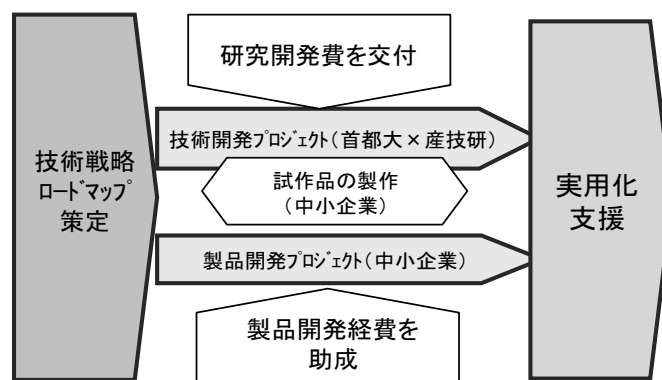 研究開発費を交付
技術戦略
ロードマップ
策定
技術開発プロジェクト(首都大×産技研)
試作品の製作
(中小企業)
製品開発プロジェクト(中小企業)
製品開発経費を
助成
実用化
支援